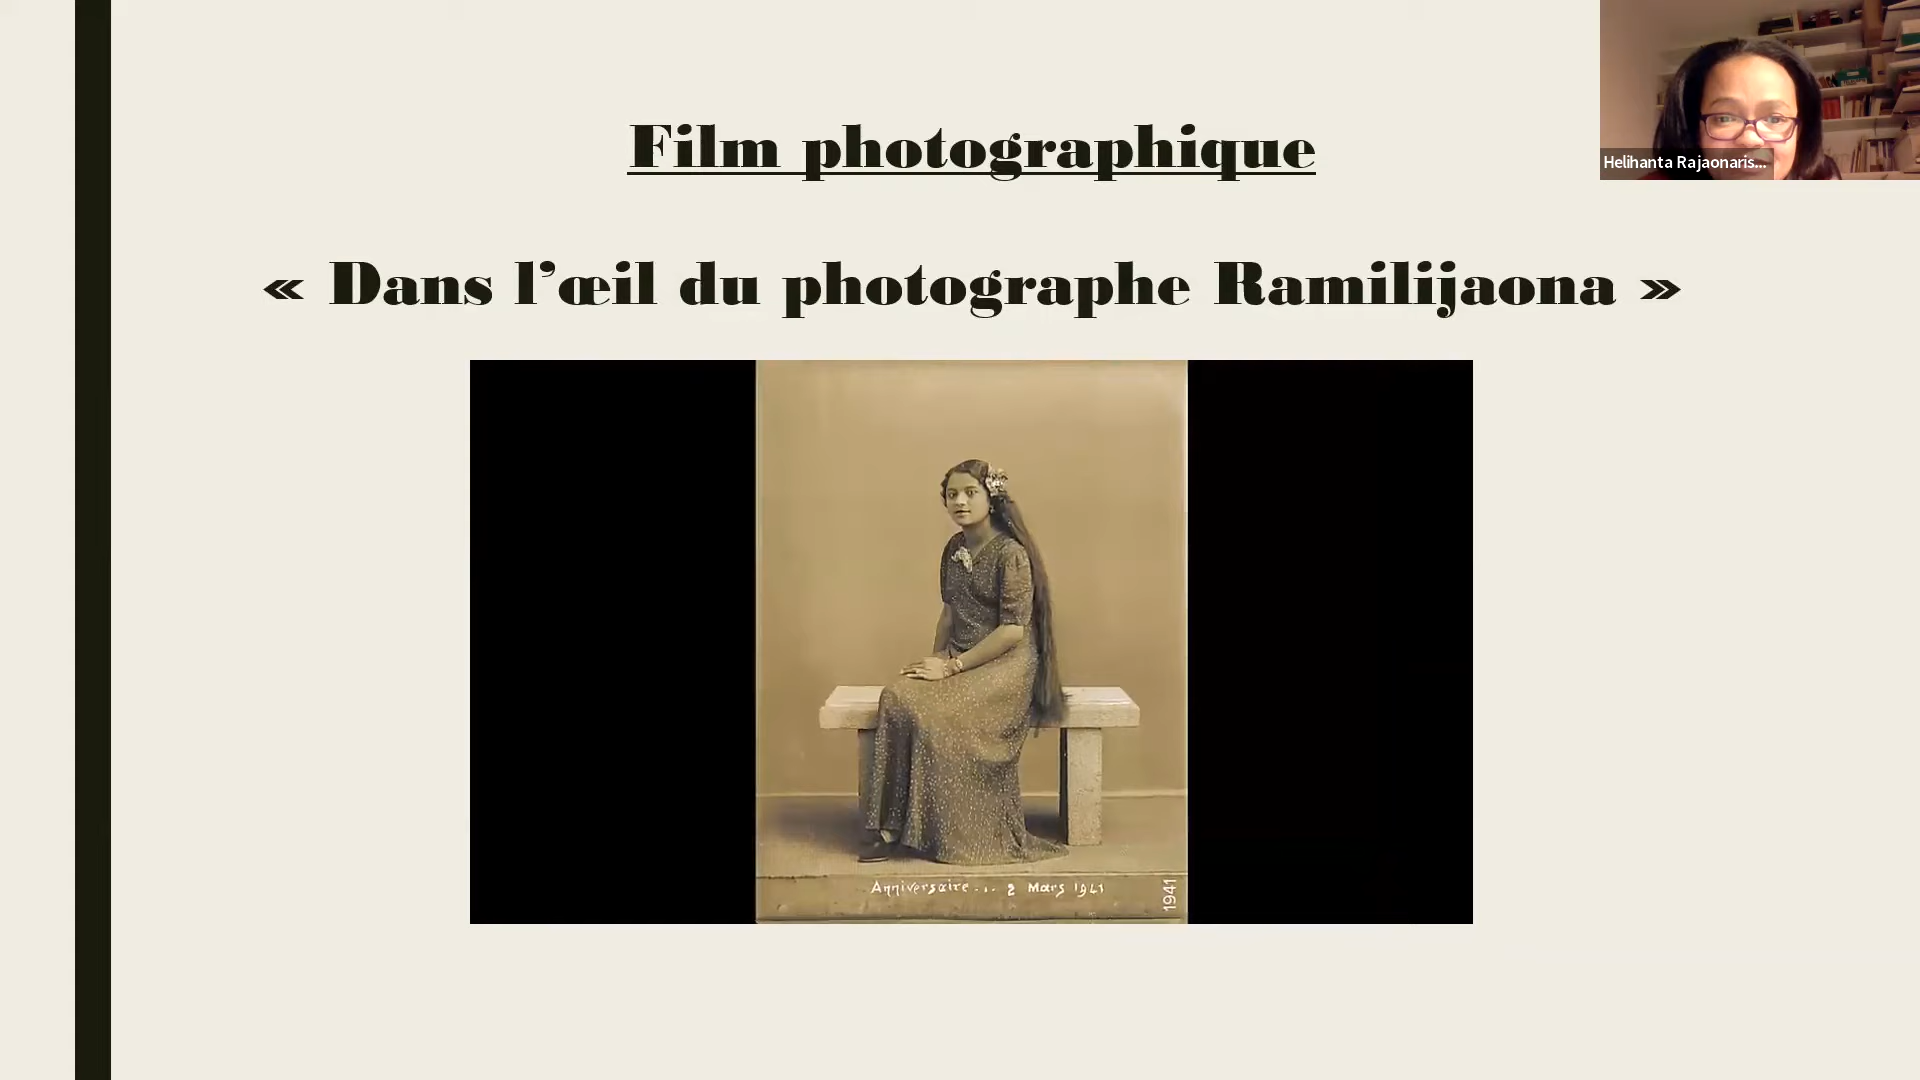 Film photographique
« Dans l’œil du photographe Ramilijaona »
Helihanta Rajaonaris...
Anniversaire... 2 Mars 1941
1941